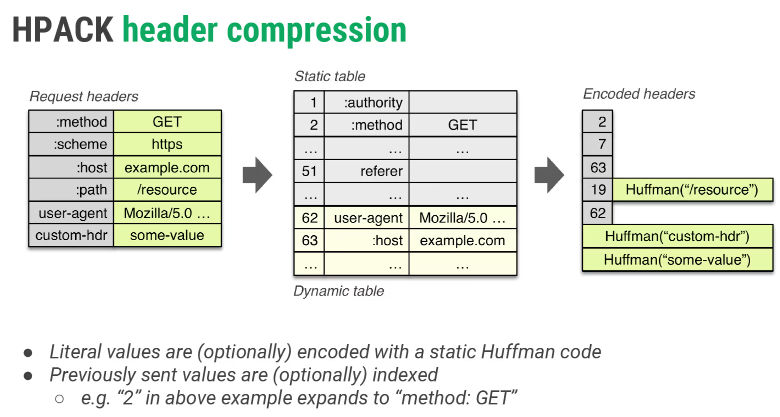 HPACK header compression
Static table
Request headers
Encoded headers
:method GET
:scheme https
:host example.com
:path /resource
user-agent Mozilla/5.0 ...
custom-hdr some-value
1 :authority
2 :method GET
... ... ...
51 referer
... ... ...
62 user-agent Mozilla/5.0 ...
63 :host example.com
... ... ...
Dynamic table
2
7
63
19 Huffman("/resource")
62
Huffman("custom-hdr")
Huffman("some-value")
● Literal values are (optionally) encoded with a static Huffman code
● Previously sent values are (optionally) indexed
○ e.g. “2” in above example expands to “method: GET”